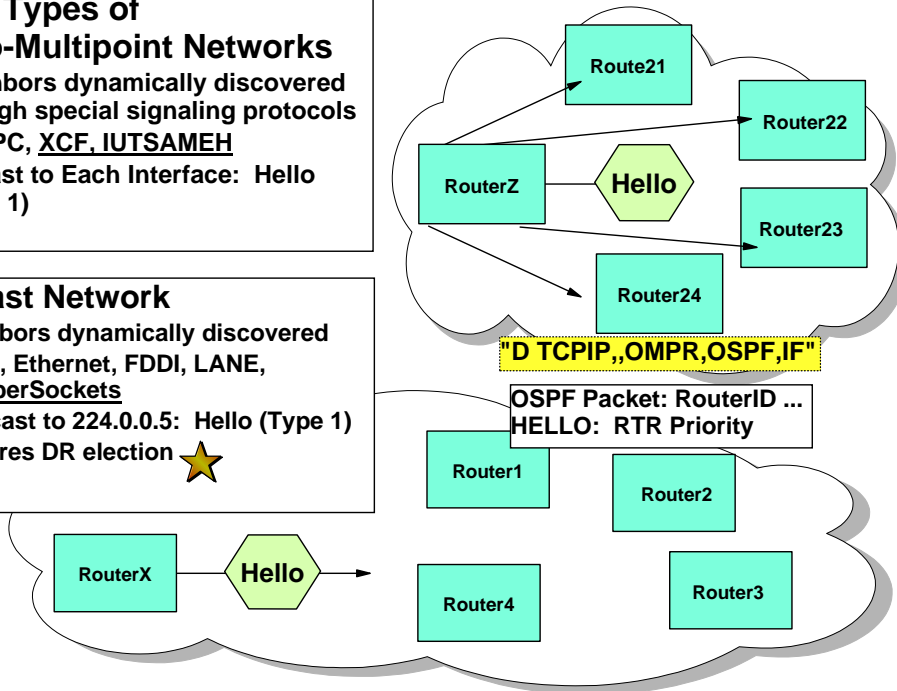 Types of
o-Multipoint Networks
bors dynamically discovered
gh special signaling protocols
PC, XCF, IUTSAMEH
ast to Each Interface: Hello
1)
Route21
Router22
RouterZ
Hello
Router23
Router24
"D TCPIP,,OMPR,OSPF,IF"
ast Network
bors dynamically discovered
, Ethernet, FDDI, LANE,
perSockets
cast to 224.0.0.5: Hello (Type 1)
res DR election
OSPF Packet: RouterID ...
HELLO: RTR Priority
Router1
Router2
RouterX
Hello
Router4
Router3